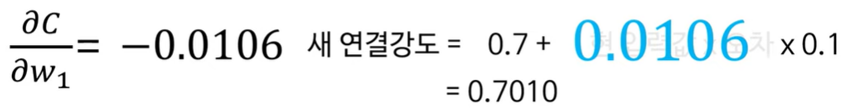 ∂C/∂w₁ = −0.0106 새 연결강도 = 0.7 + 0.0106 x 0.1
= 0.7010